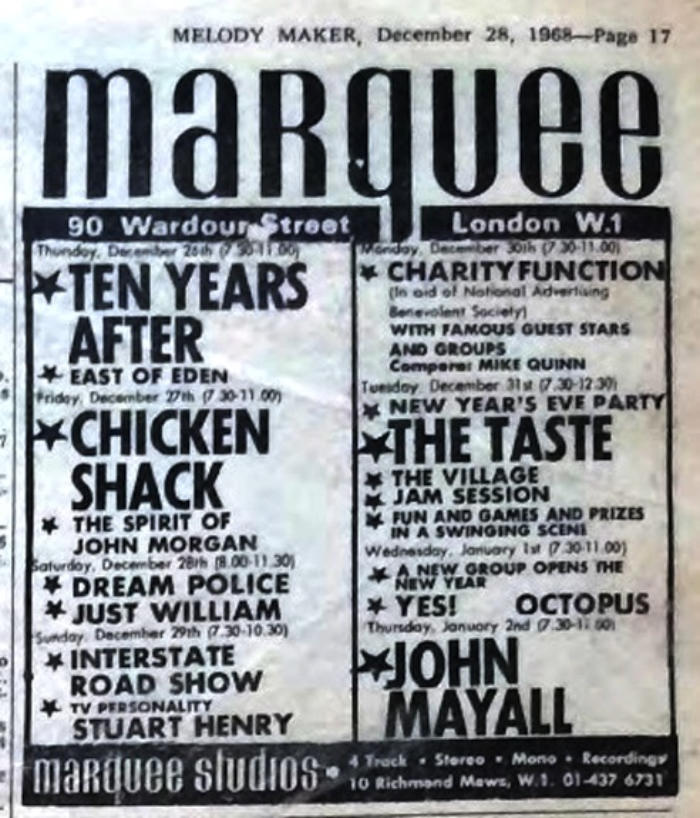 MELODY MAKER, December 28, 1968—Page 17
marquee
90 Wardour Street London W.1
Thursday, December 26th (7.30-11.00)
★ TEN YEARS
AFTER
★ EAST OF EDEN
Friday, December 27th (7.30-11.00)
★ CHICKEN
SHACK
★ THE SPIRIT OF
JOHN MORGAN
Saturday, December 28th (8.00-11.30)
★ DREAM POLICE
★ JUST WILLIAM
Sunday, December 29th (7.30-10.30)
★ INTERSTATE
ROAD SHOW
★ TV PERSONALITY
STUART HENRY
Monday, December 30th (7.30-11.00)
★ CHARITY FUNCTION
(In aid of National Advertising
Benevolent Society)
WITH FAMOUS GUEST STARS
AND GROUPS
Compere: MIKE QUINN
Tuesday, December 31st (7.30-12.30)
★ NEW YEAR'S EVE PARTY
★ THE TASTE
★ THE VILLAGE
★ JAM SESSION
★ FUN AND GAMES AND PRIZES
IN A SWINGING SCENE
Wednesday, January 1st (7.30-11.00)
★ A NEW GROUP OPENS THE
NEW YEAR
★ YES! OCTOPUS
Thursday, January 2nd (7.30-11.00)
★ JOHN
MAYALL
marquee studios •
4 Track • Stereo • Mono • Recordings
10 Richmond Mews, W.1. 01-437 6731